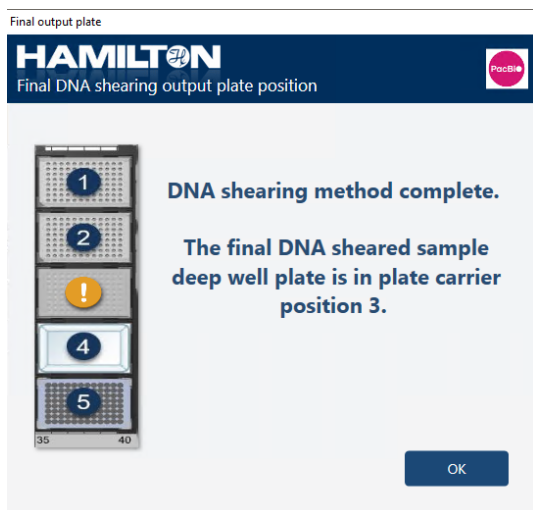 Final output plate
HAMILTON
Final DNA shearing output plate position
PacBio
1
2
!
4
5
35 40
DNA shearing method complete.
The final DNA sheared sample
deep well plate is in plate carrier
position 3.
OK